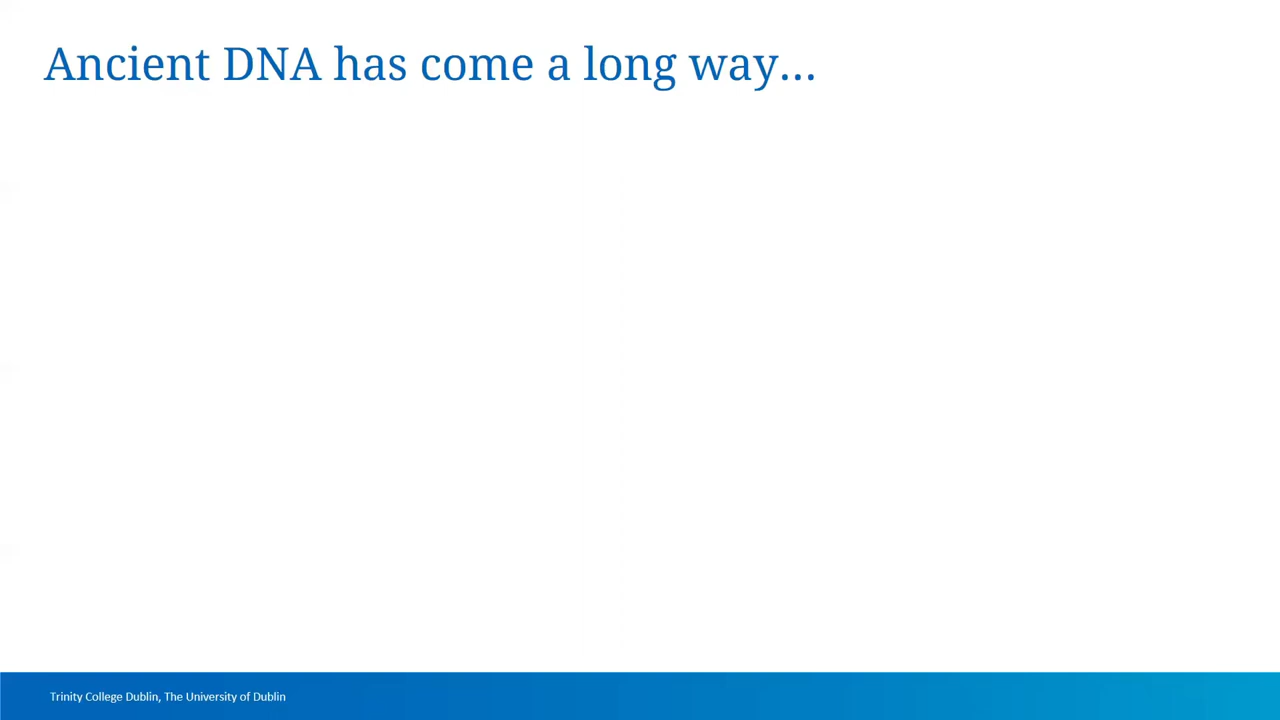 Ancient DNA has come a long way...
Trinity College Dublin, The University of Dublin